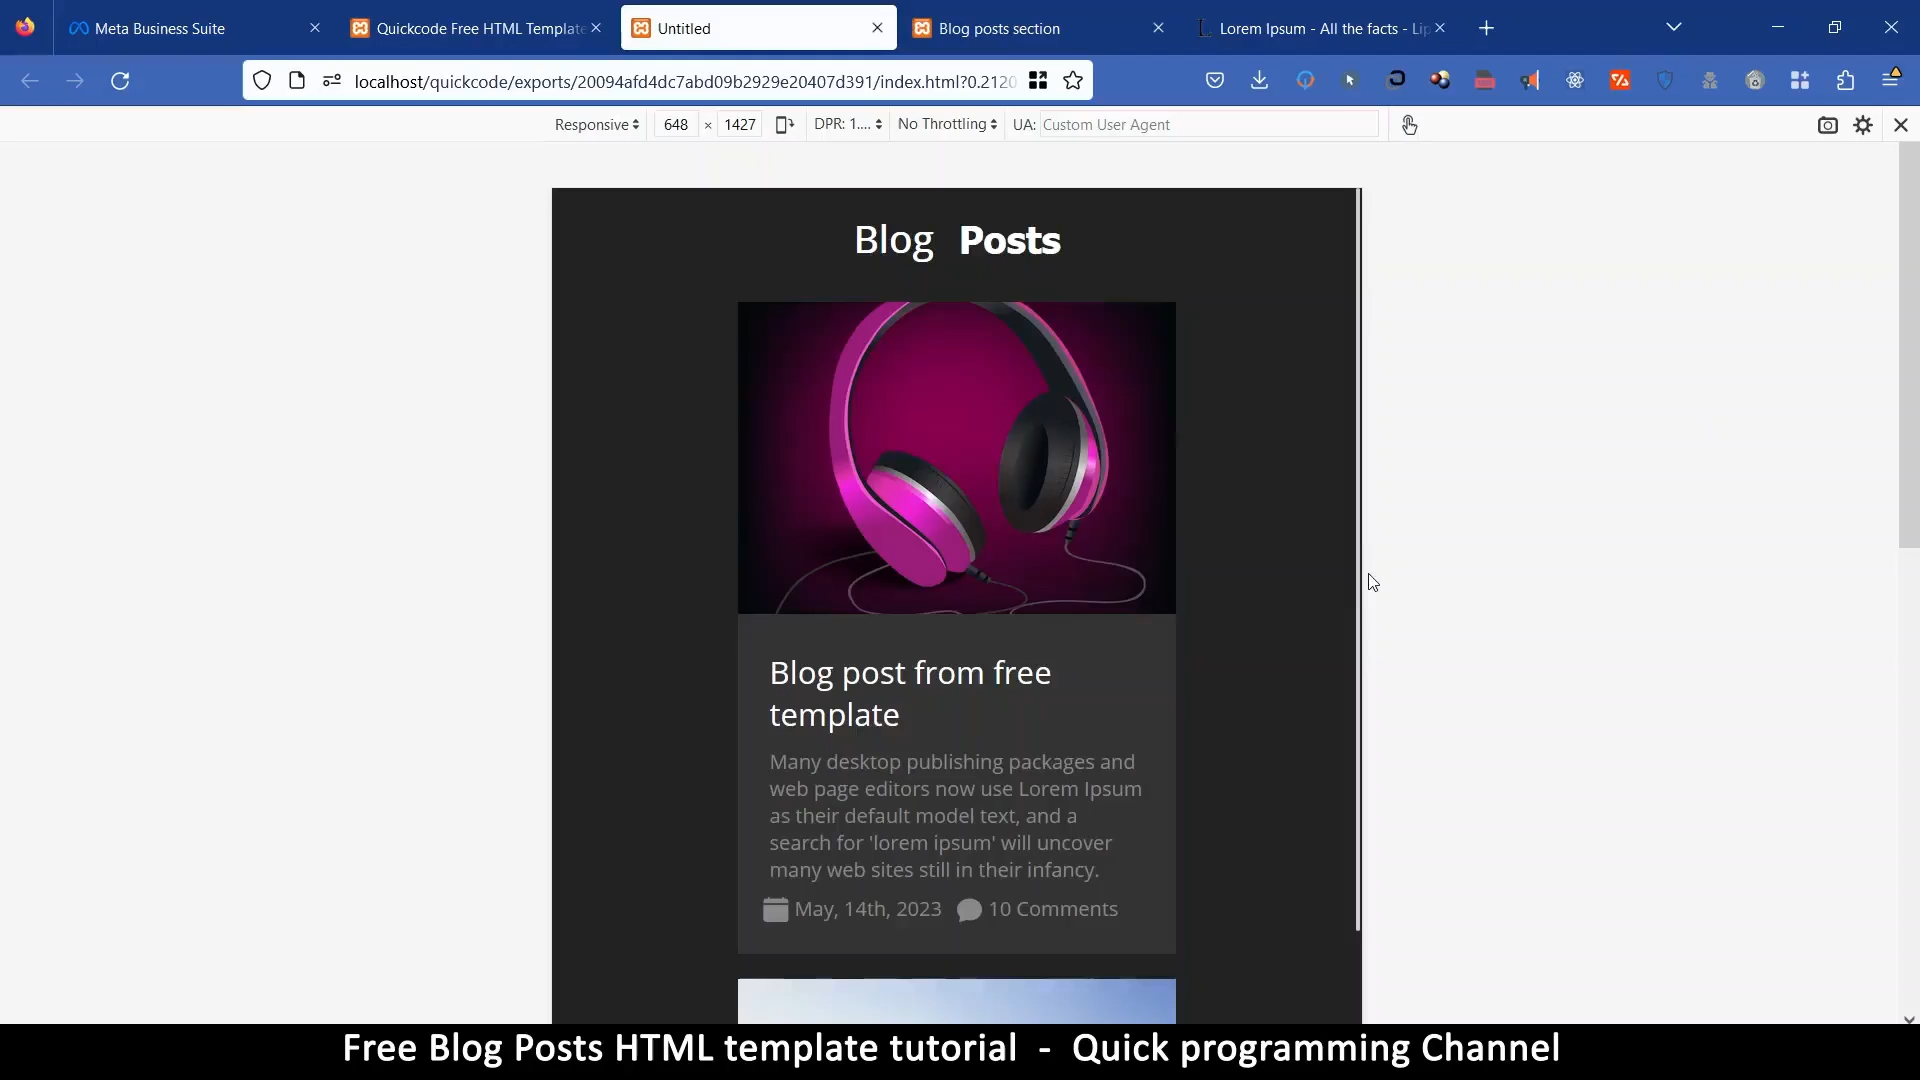 Meta Business Suite
Quickcode Free HTML Template
Untitled
Blog posts section
Lorem Ipsum - All the facts - Lip
localhost/quickcode/exports/20094afd4dc7abd09b2929e20407d391/index.html?0.2120
Responsive
648 × 1427
DPR: 1....
No Throttling
UA: Custom User Agent
Blog Posts
Blog post from free
template
Many desktop publishing packages and
web page editors now use Lorem Ipsum
as their default model text, and a
search for 'lorem ipsum' will uncover
many web sites still in their infancy.
May, 14th, 2023
10 Comments
Free Blog Posts HTML template tutorial - Quick programming Channel